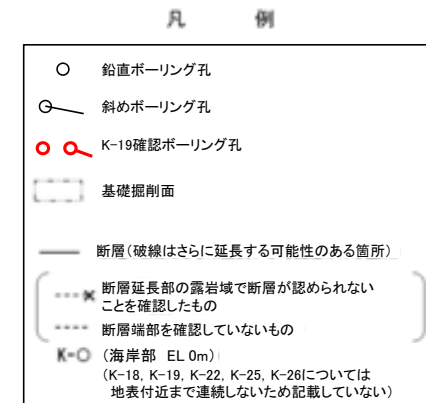 凡 例
鉛直ボーリング孔
斜めボーリング孔
K-19確認ボーリング孔
基礎掘削面
断層(破線はさらに延長する可能性のある箇所)
断層延長部の露岩域で断層が認められない
ことを確認したもの
断層端部を確認していないもの
K-○ (海岸部 EL 0m)
(K-18, K-19, K-22, K-25, K-26については
地表付近まで連続しないため記載していない)